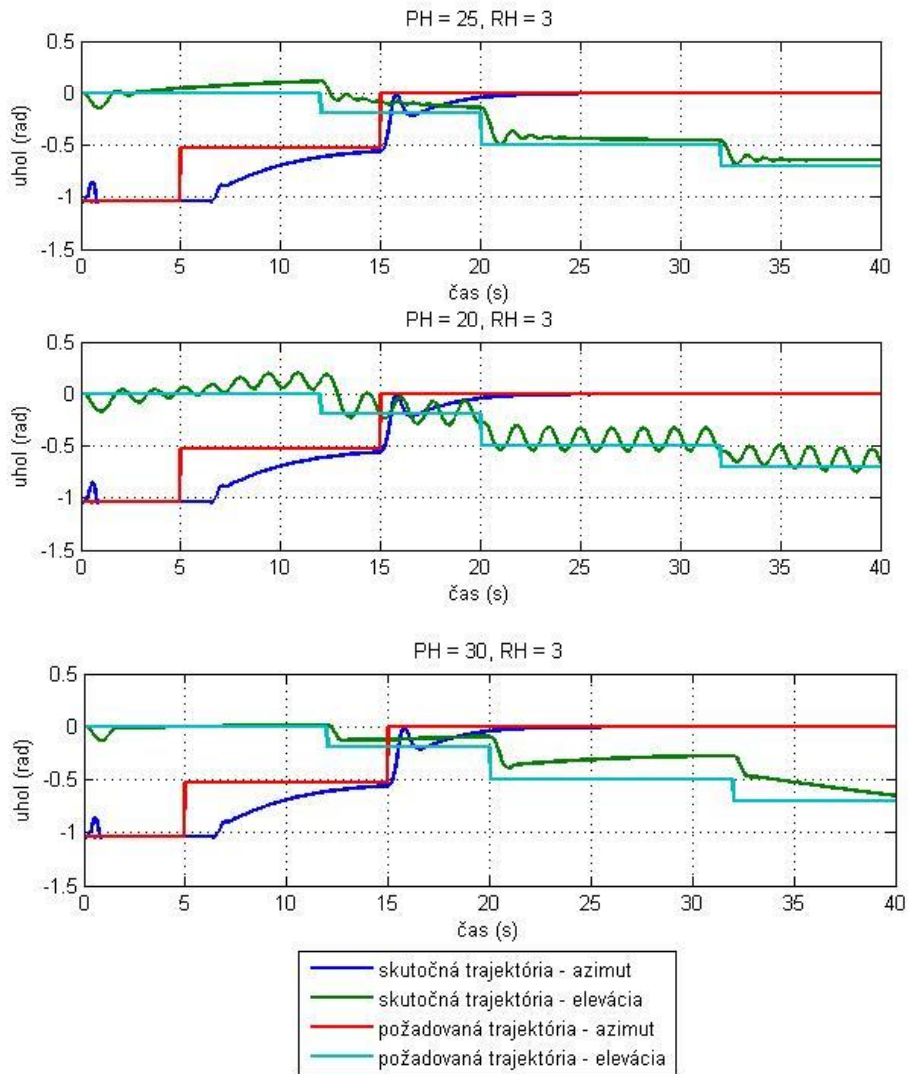 PH = 25, RH = 3
0.5
0
-0.5
-1
-1.5
uhol (rad)
0 5 10 15 20 25 30 35 40
čas (s)
PH = 20, RH = 3
0.5
0
-0.5
-1
-1.5
uhol (rad)
0 5 10 15 20 25 30 35 40
čas (s)
PH = 30, RH = 3
0.5
0
-0.5
-1
-1.5
uhol (rad)
0 5 10 15 20 25 30 35 40
čas (s)
skutočná trajektória - azimut
skutočná trajektória - elevácia
požadovaná trajektória - azimut
požadovaná trajektória - elevácia